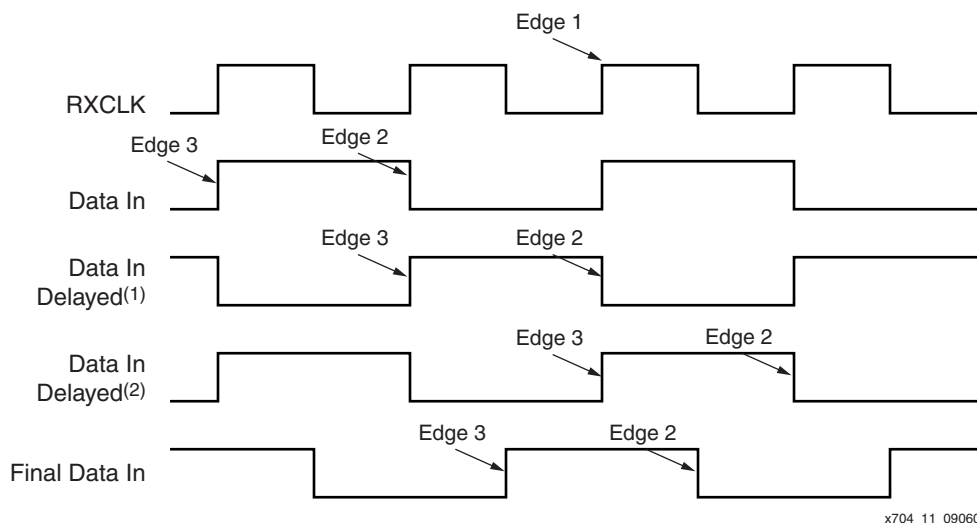 Edge 1
RXCLK
Edge 3 Edge 2
Data In
Edge 3 Edge 2
Data In
Delayed(1)
Edge 3 Edge 2
Data In
Delayed(2)
Edge 3 Edge 2
Final Data In